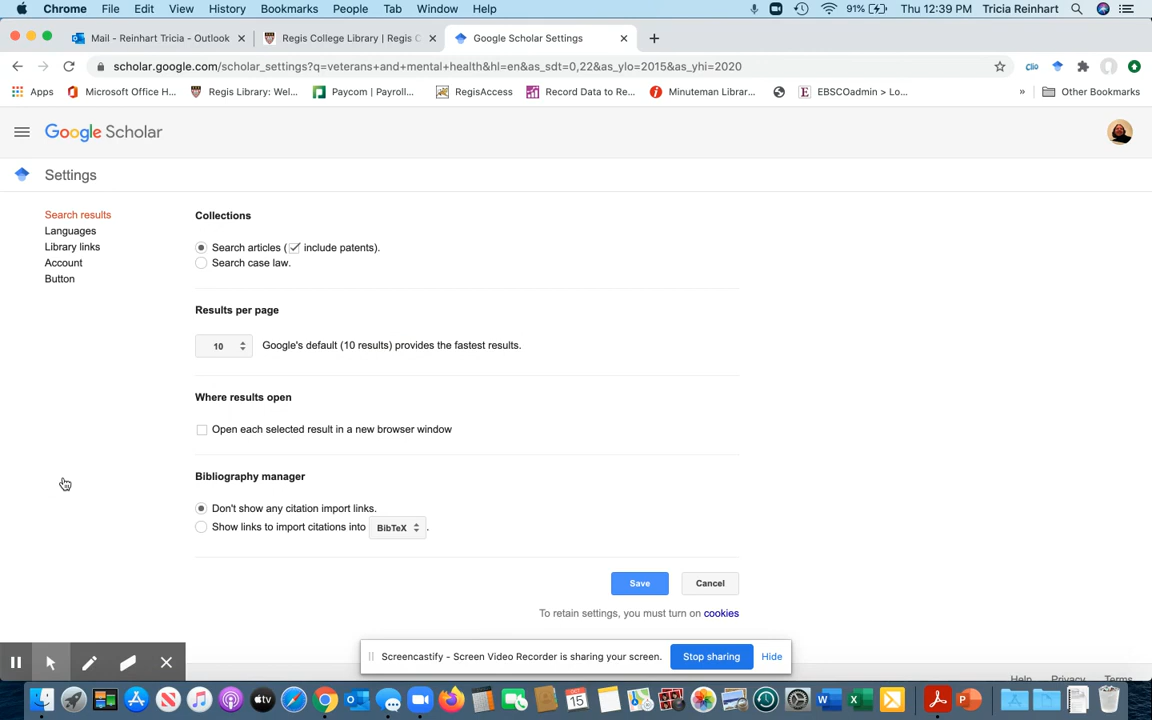 Chrome File Edit View History Bookmarks People Tab Window Help 91% Thu 12:39 PM Tricia Reinhart
Mail - Reinhart Tricia - Outlook Regis College Library | Regis C Google Scholar Settings
scholar.google.com/scholar_settings?q=veterans+and+mental+health&hl=en&as_sdt=0,22&as_ylo=2015&as_yhi=2020 Clio
Apps Microsoft Office H... Regis Library: Wel... Paycom | Payroll... RegisAccess Record Data to Re... Minuteman Librar... EBSCOadmin > Lo... » Other Bookmarks
Google Scholar
Settings
Search results
Languages
Library links
Account
Button
Collections
Search articles ( include patents).
Search case law.
Results per page
10 Google's default (10 results) provides the fastest results.
Where results open
Open each selected result in a new browser window
Bibliography manager
Don't show any citation import links.
Show links to import citations into BibTeX .
Save Cancel
To retain settings, you must turn on cookies
Screencastify - Screen Video Recorder is sharing your screen. Stop sharing Hide
Help Privacy Terms
15